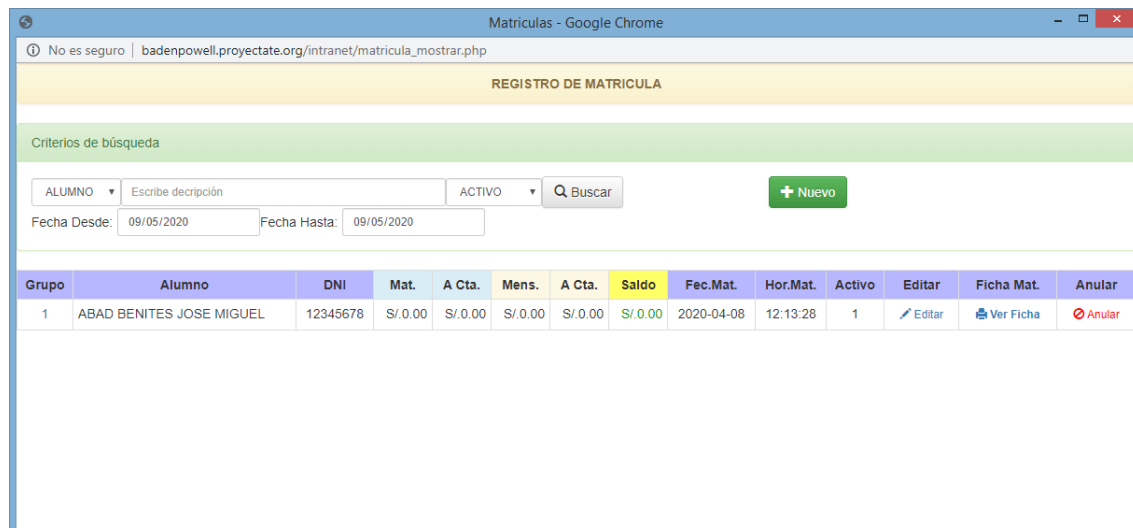 Matriculas - Google Chrome
No es seguro | badenpowell.proyectate.org/intranet/matricula_mostrar.php
REGISTRO DE MATRICULA
Criterios de búsqueda
ALUMNO Escribe decripción ACTIVO Buscar Nuevo
Fecha Desde: 09/05/2020 Fecha Hasta: 09/05/2020
Grupo Alumno DNI Mat. A Cta. Mens. A Cta. Saldo Fec.Mat. Hor.Mat. Activo Editar Ficha Mat. Anular
1 ABAD BENITES JOSE MIGUEL 12345678 S/.0.00 S/.0.00 S/.0.00 S/.0.00 S/.0.00 2020-04-08 12:13:28 1 Editar Ver Ficha Anular